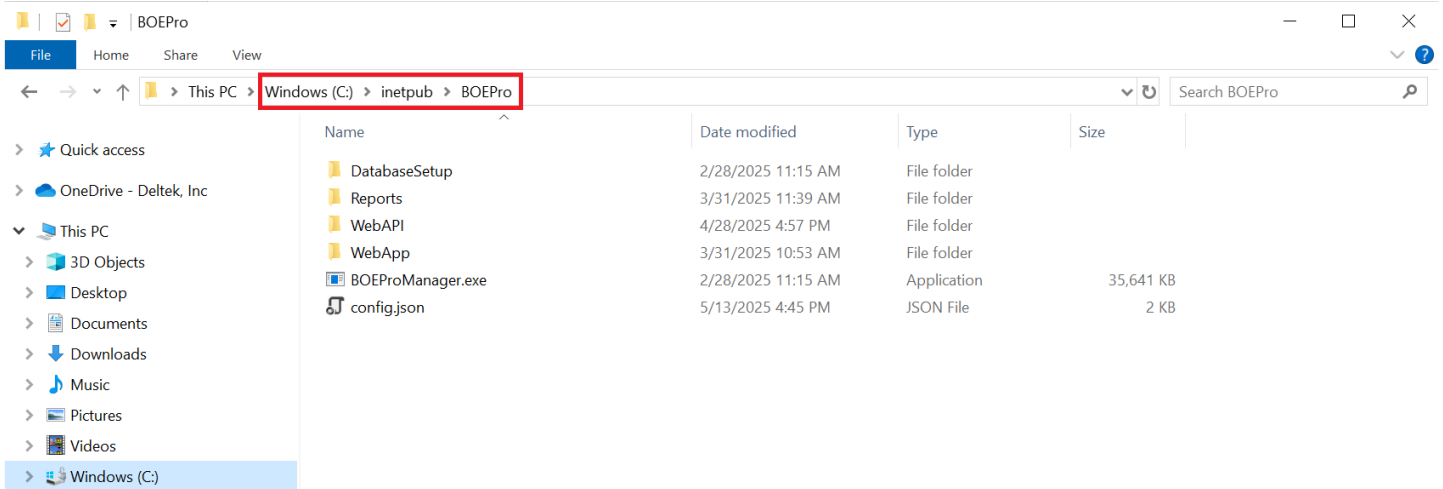 BOEPro
File Home Share View
This PC Windows (C:) inetpub BOEPro Search BOEPro
Name Date modified Type Size
Quick access
OneDrive - Deltek, Inc
This PC
3D Objects
Desktop
Documents
Downloads
Music
Pictures
Videos
Windows (C:)
DatabaseSetup 2/28/2025 11:15 AM File folder
Reports 3/31/2025 11:39 AM File folder
WebAPI 4/28/2025 4:57 PM File folder
WebApp 3/31/2025 10:53 AM File folder
BOEProManager.exe 2/28/2025 11:15 AM Application 35,641 KB
config.json 5/13/2025 4:45 PM JSON File 2 KB